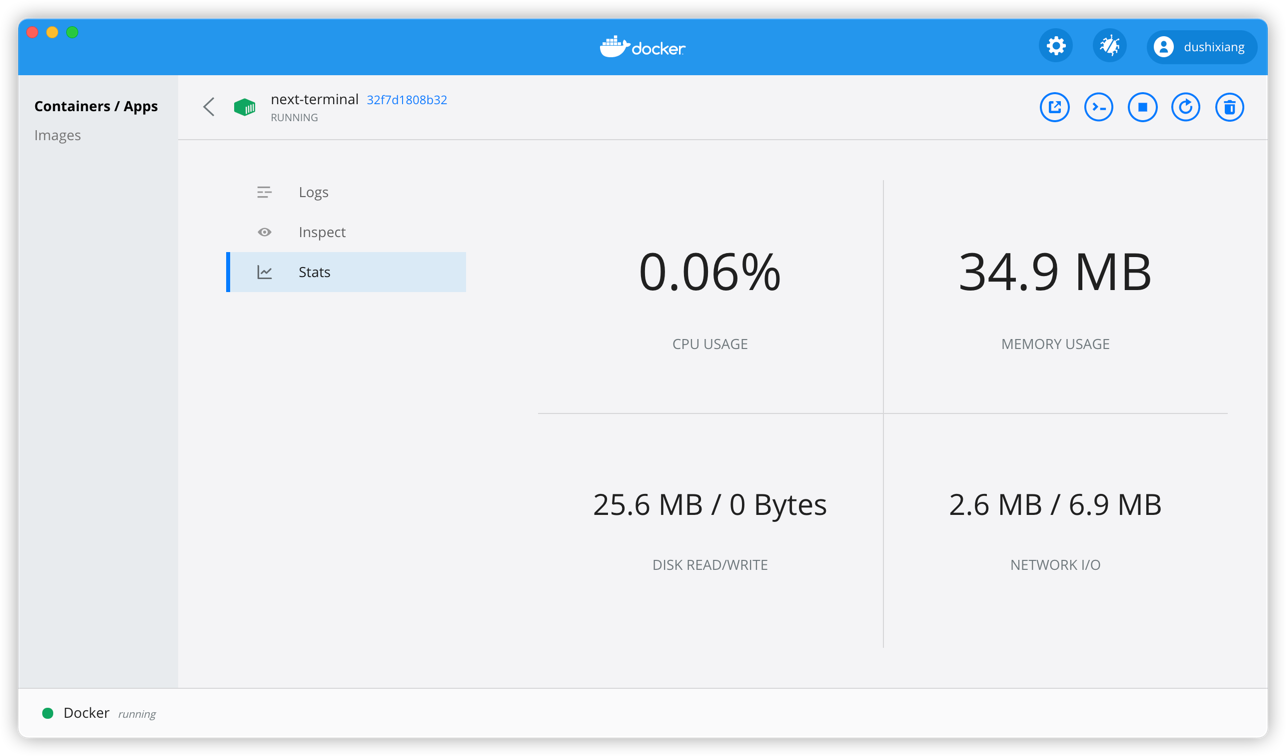 docker
dushixiang
Containers / Apps
Images
next-terminal 32f7d1808b32
RUNNING
Logs
Inspect
Stats
0.06%
CPU USAGE
34.9 MB
MEMORY USAGE
25.6 MB / 0 Bytes
DISK READ/WRITE
2.6 MB / 6.9 MB
NETWORK I/O
Docker running